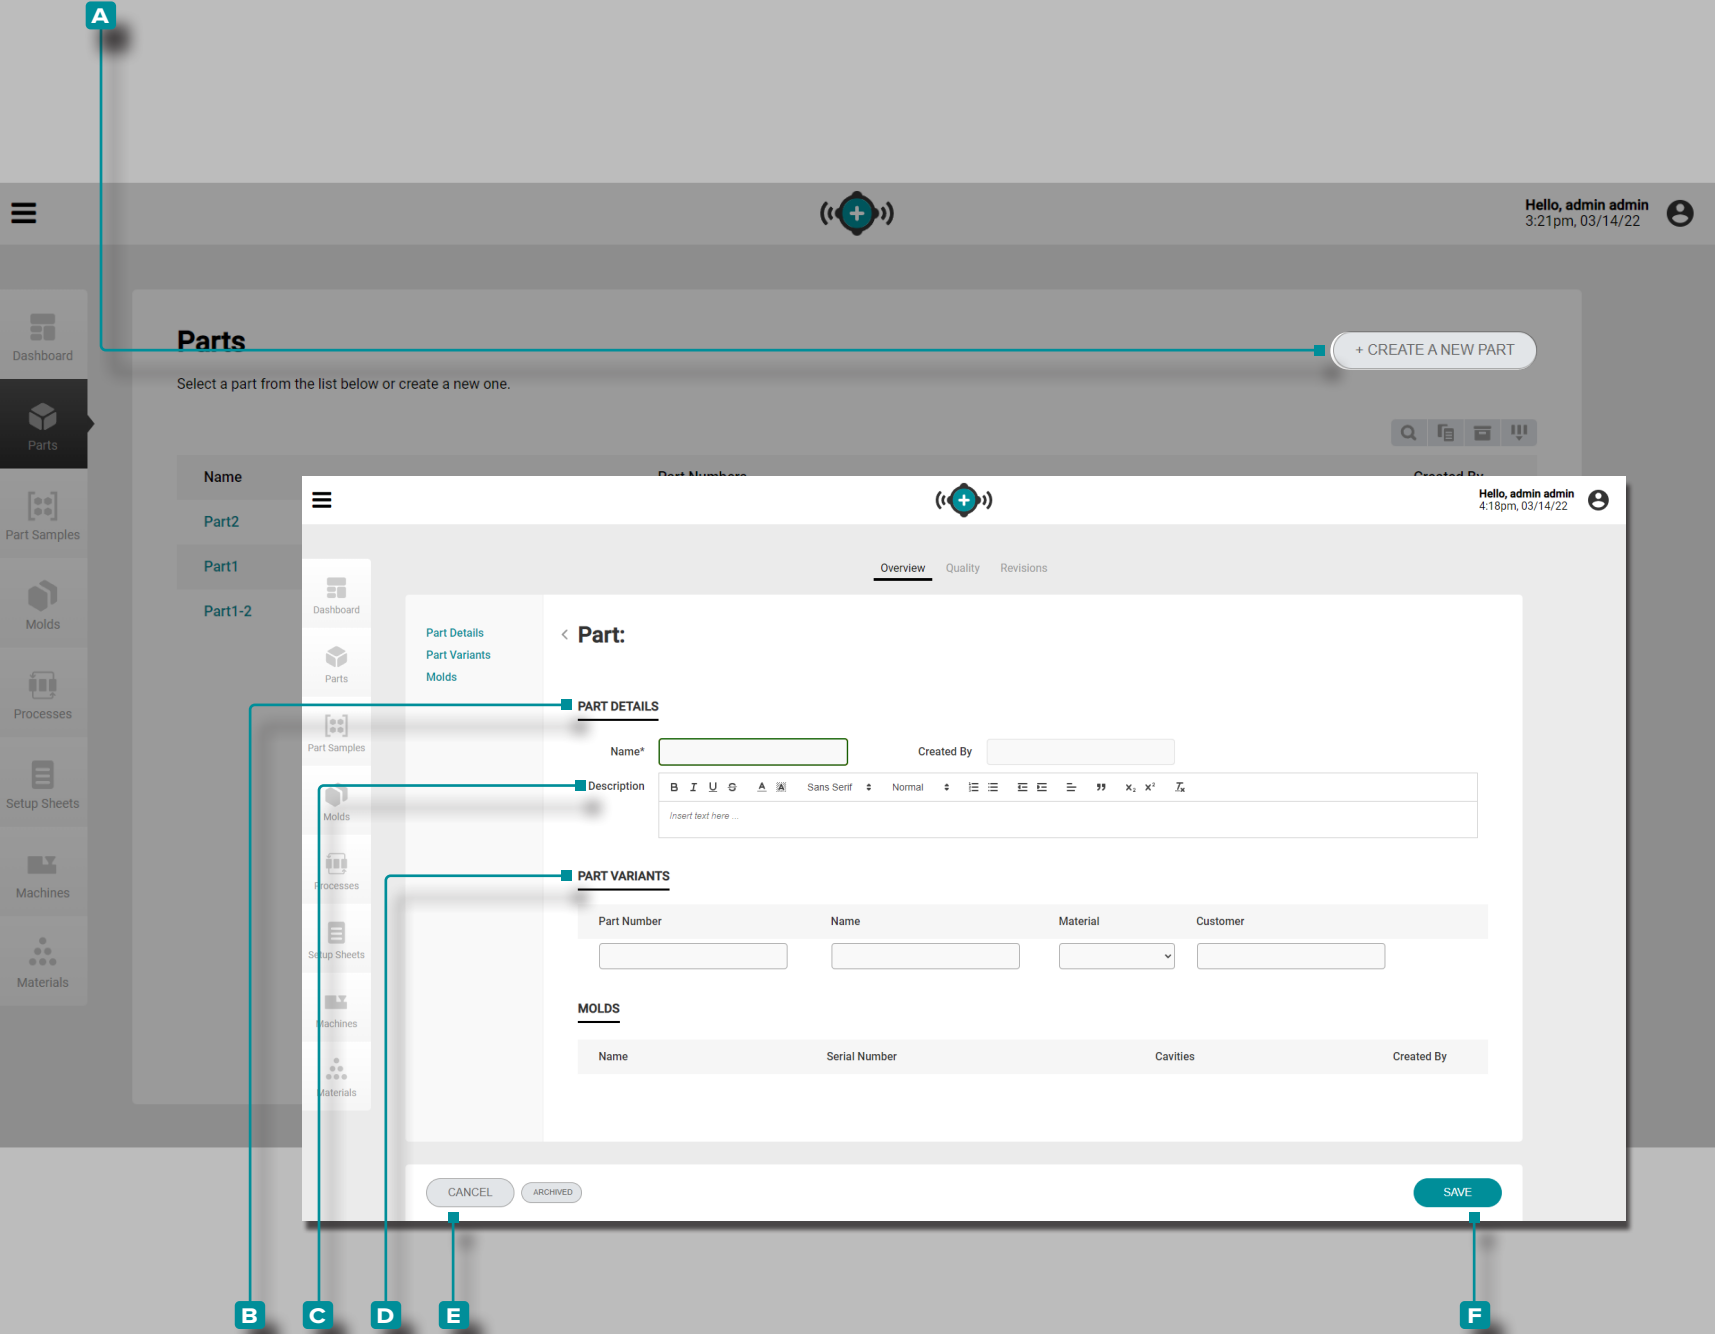 A
Hello, admin admin
3:21pm, 03/14/22
Dashboard
Parts
Part Samples
Molds
Processes
Setup Sheets
Machines
Materials
Parts
+ CREATE A NEW PART
Select a part from the list below or create a new one.
Name
Part Numbers
Created By
Part2
Part1
Part1-2
Hello, admin admin
4:18pm, 03/14/22
Dashboard
Parts
Part Samples
Molds
Processes
Setup Sheets
Machines
Materials
Overview
Quality
Revisions
Part Details
Part Variants
Molds
Part:
PART DETAILS
Name*
Created By
Description
B I U S A A Sans Serif Normal
Insert text here ...
PART VARIANTS
Part Number
Name
Material
Customer
MOLDS
Name
Serial Number
Cavities
Created By
CANCEL
ARCHIVED
SAVE
B
C
D
E
F